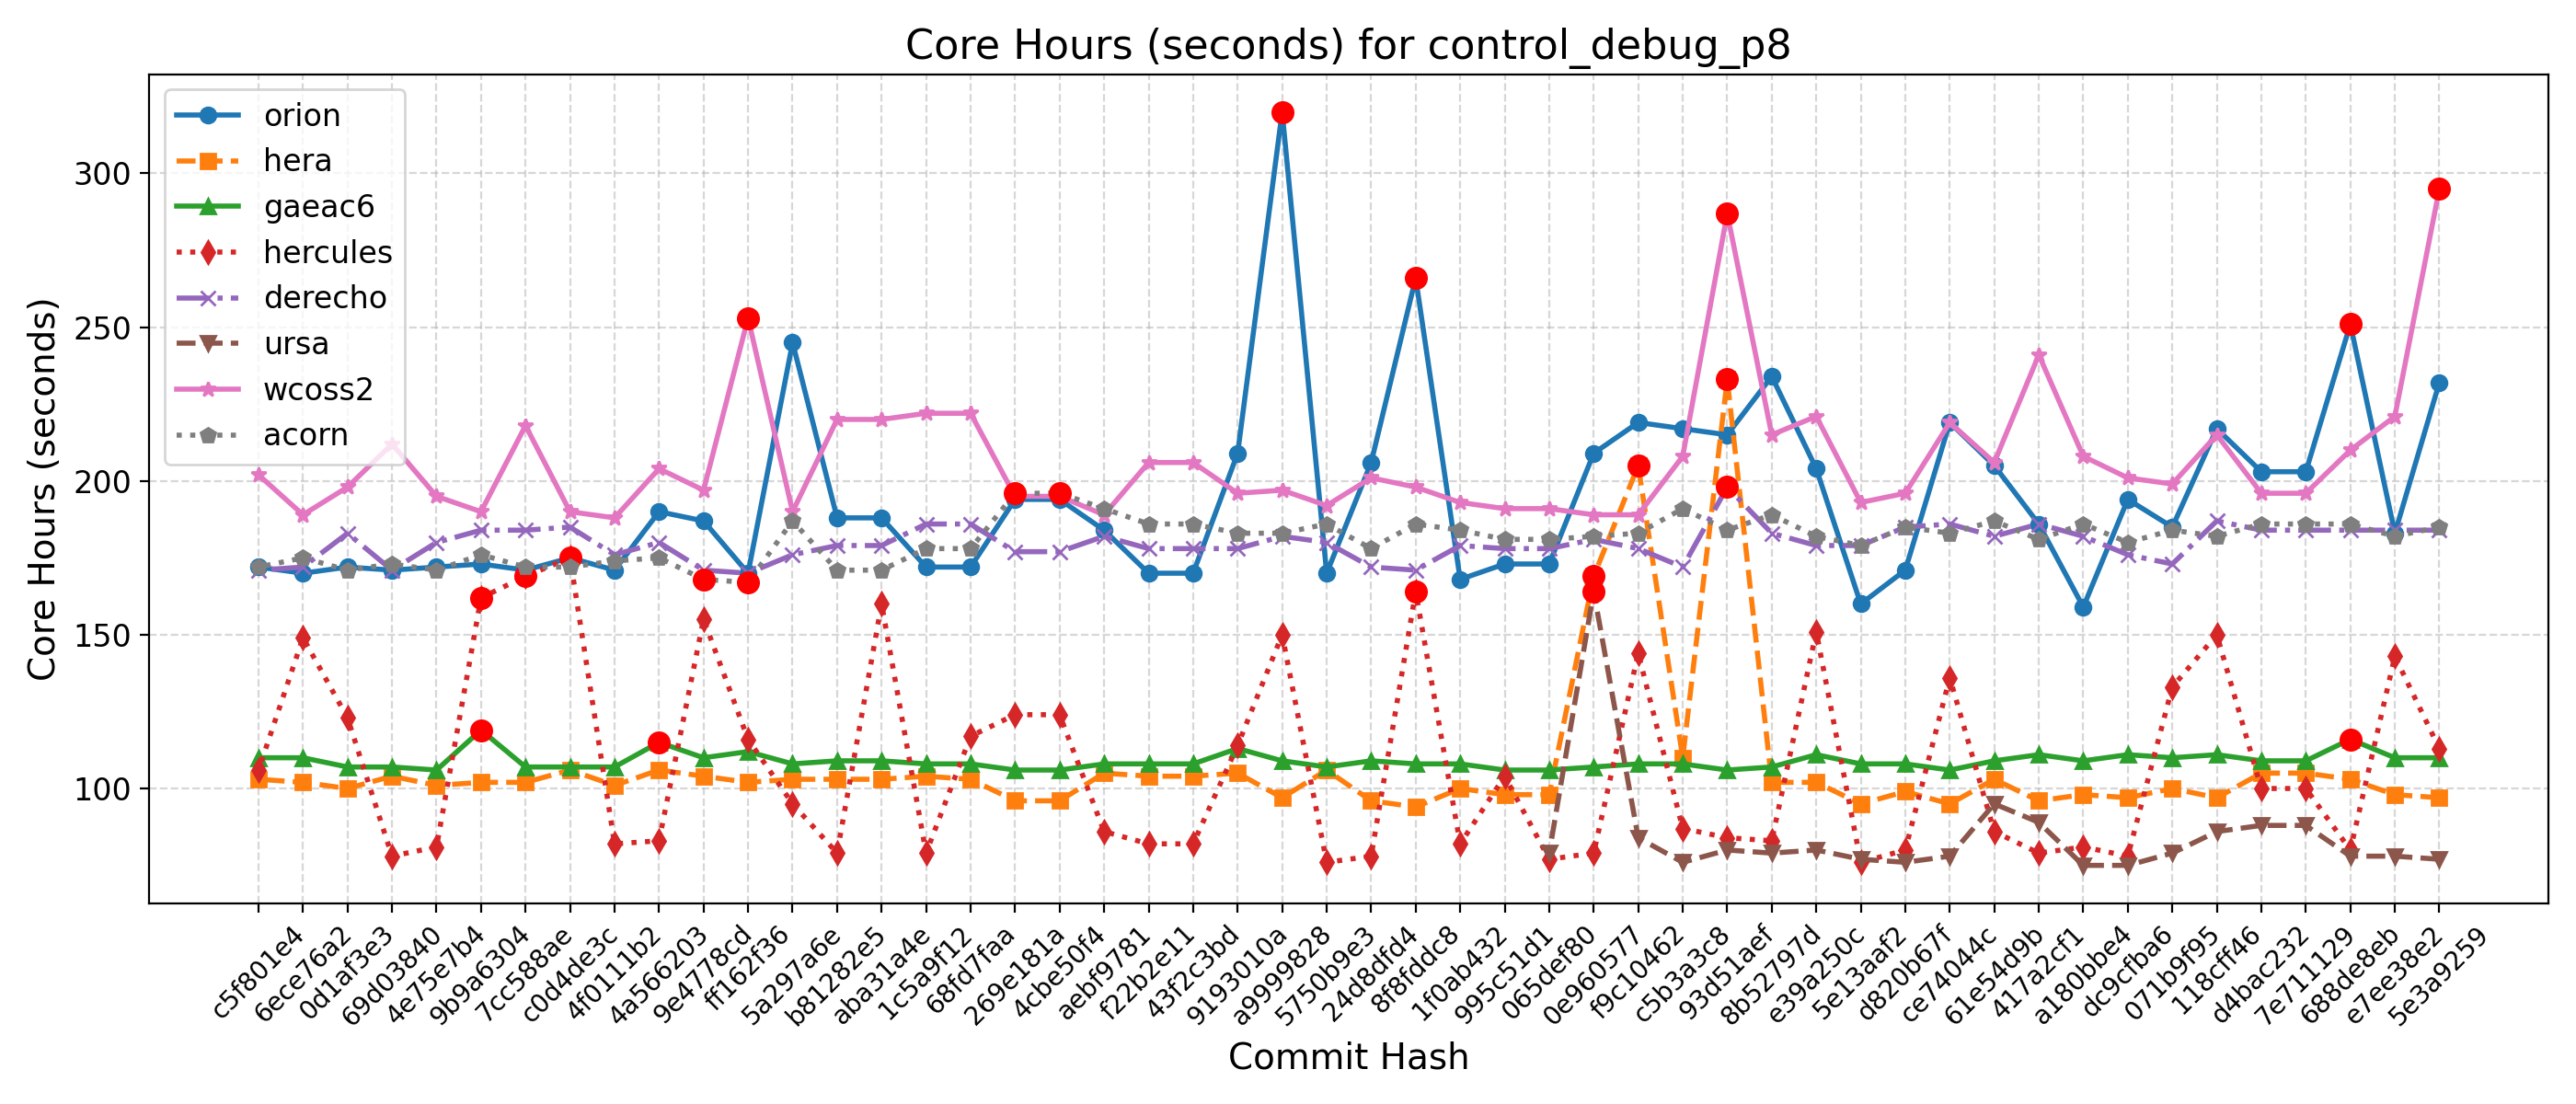 Core Hours (seconds) for control_debug_p8
Core Hours (seconds)
300
250
200
150
100
orion
hera
gaeac6
hercules
derecho
ursa
wcoss2
acorn
c5f801e4
6ece76a2
0d1af3e3
69d03840
4e75e7b4
9b9a6304
7cc588ae
c0d4de3c
4f0111b2
4a566203
9e4778cd
ff162f36
5a297a6e
b81282e5
aba31a4e
1c5a9f12
68fd7faa
269e181a
4cbe50f4
aebf9781
f22b2e11
43f2c3bd
9193010a
a9999828
5750b9e3
24d8dfd4
8f8fddc8
1f0ab432
995c51d1
065def80
0e960577
f9c10462
c5b3a3c8
93d51aef
8b52797d
e39a250c
5e13aaf2
d820b67f
ce74044c
61e54d9b
417a2cf1
a180bbe4
dc9cfba6
071b9f95
118cff46
d4bac232
7e711129
688de8eb
e7ee38e2
5e3a9259
Commit Hash